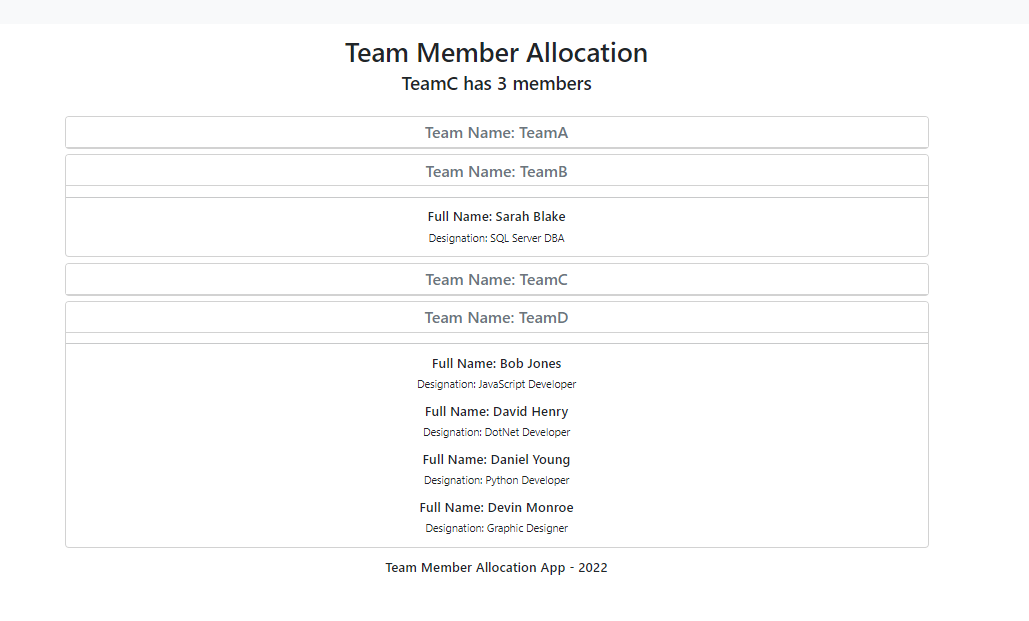 Team Member Allocation
TeamC has 3 members
Team Name: TeamA
Team Name: TeamB
Full Name: Sarah Blake
Designation: SQL Server DBA
Team Name: TeamC
Team Name: TeamD
Full Name: Bob Jones
Designation: JavaScript Developer
Full Name: David Henry
Designation: DotNet Developer
Full Name: Daniel Young
Designation: Python Developer
Full Name: Devin Monroe
Designation: Graphic Designer
Team Member Allocation App - 2022